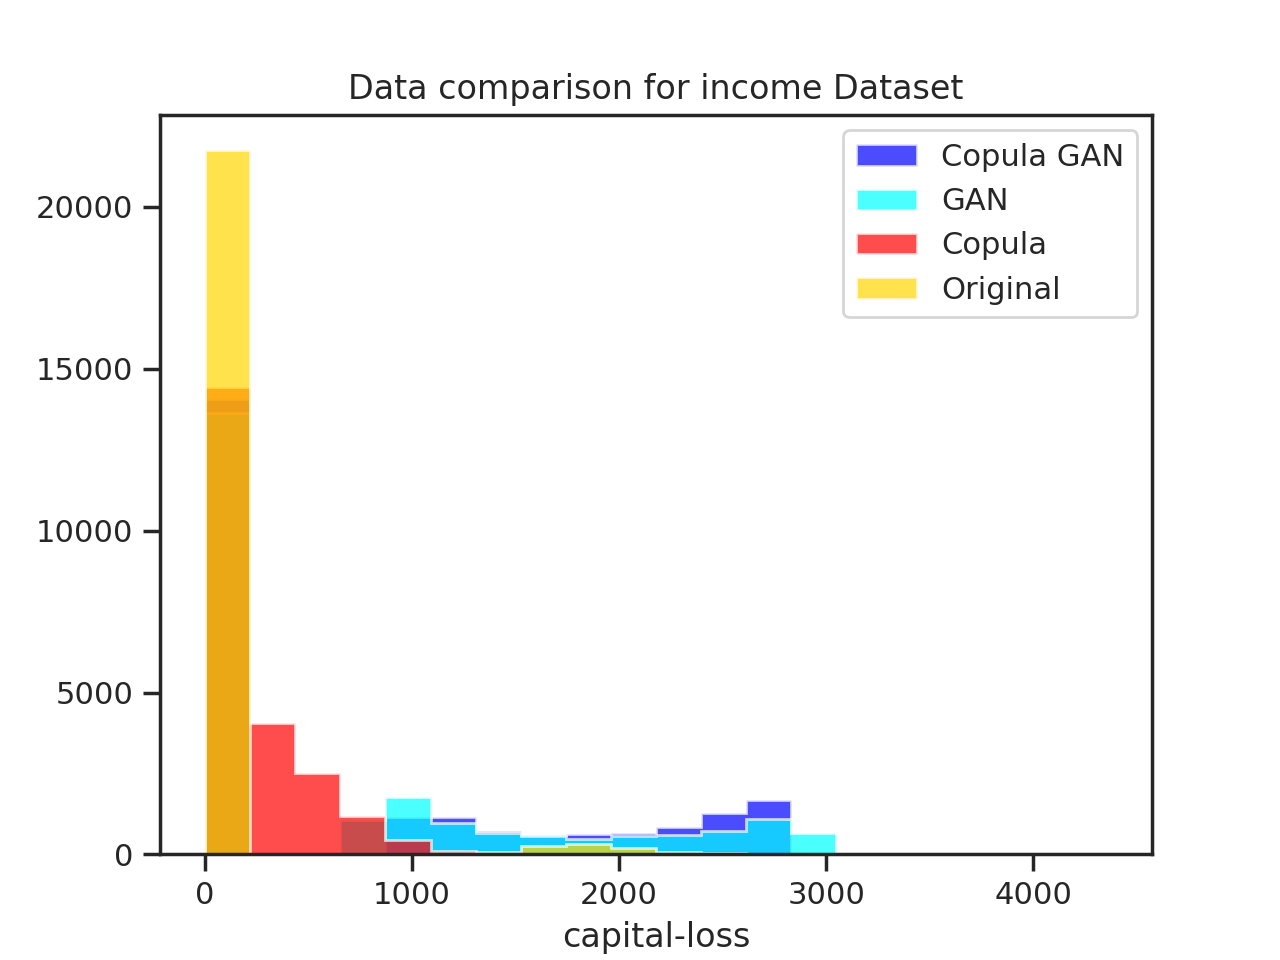 Data comparison for income Dataset
Copula GAN
GAN
Copula
Original
20000
15000
10000
5000
0
0 1000 2000 3000 4000
capital-loss